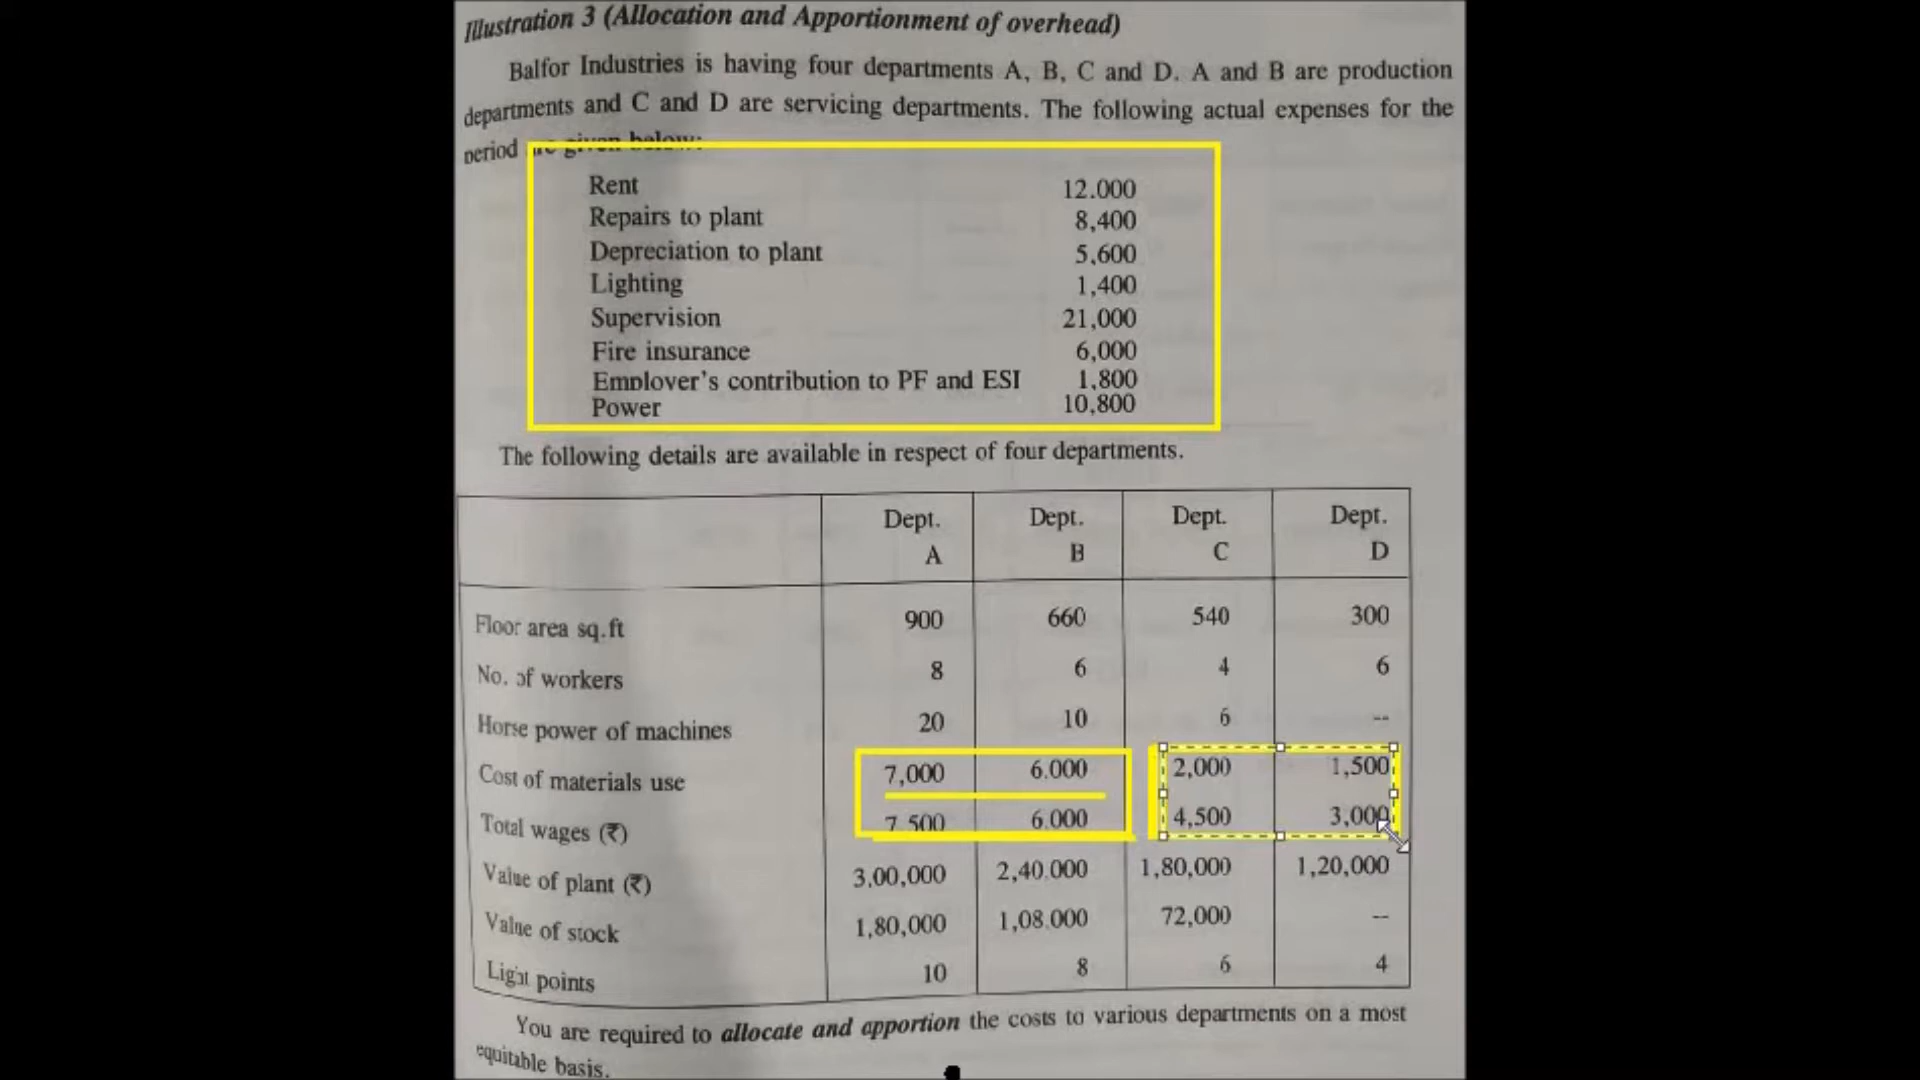 Illustration 3 (Allocation and Apportionment of overhead)
Balfor Industries is having four departments A, B, C and D. A and B are production
departments and C and D are servicing departments. The following actual expenses for the
period are given below:
Rent 12.000
Repairs to plant 8,400
Depreciation to plant 5,600
Lighting 1,400
Supervision 21,000
Fire insurance 6,000
Employer's contribution to PF and ESI 1,800
Power 10,800
The following details are available in respect of four departments.
Dept. Dept. Dept. Dept.
A B C D
Floor area sq.ft 900 660 540 300
No. of workers 8 6 4 6
Horse power of machines 20 10 6 --
Cost of materials use 7,000 6.000 2,000 1,500
Total wages (₹) 7 500 6.000 4,500 3,000
Value of plant (₹) 3,00,000 2,40.000 1,80,000 1,20,000
Value of stock 1,80,000 1,08.000 72,000 --
Light points 10 8 6 4
You are required to allocate and apportion the costs to various departments on a most
equitable basis.